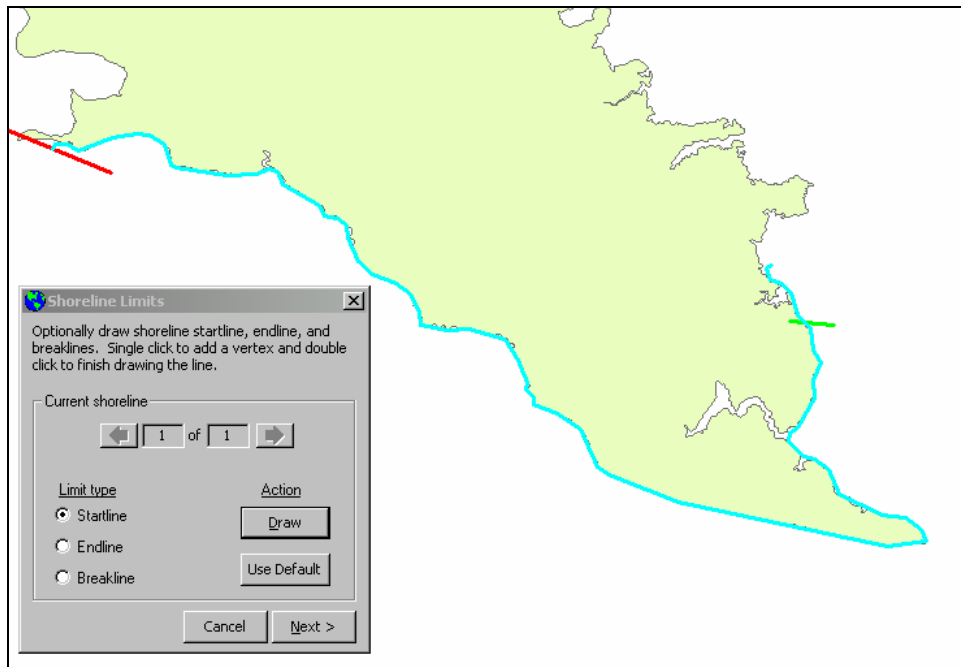 Shoreline Limits
Optionally draw shoreline startline, endline, and
breaklines. Single click to add a vertex and double
click to finish drawing the line.
Current shoreline
1 of 1
Limit type Action
Startline Draw
Endline
Breakline Use Default
Cancel Next >